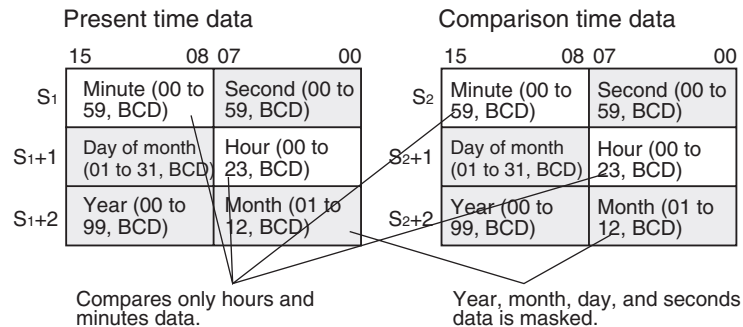 Present time data Comparison time data
15 08 07 00 15 08 07 00
S1 Minute (00 to 59, BCD) Second (00 to 59, BCD) S2 Minute (00 to 59, BCD) Second (00 to 59, BCD)
S1+1 Day of month (01 to 31, BCD) Hour (00 to 23, BCD) S2+1 Day of month (01 to 31, BCD) Hour (00 to 23, BCD)
S1+2 Year (00 to 99, BCD) Month (01 to 12, BCD) S2+2 Year (00 to 99, BCD) Month (01 to 12, BCD)
Compares only hours and minutes data.
Year, month, day, and seconds data is masked.